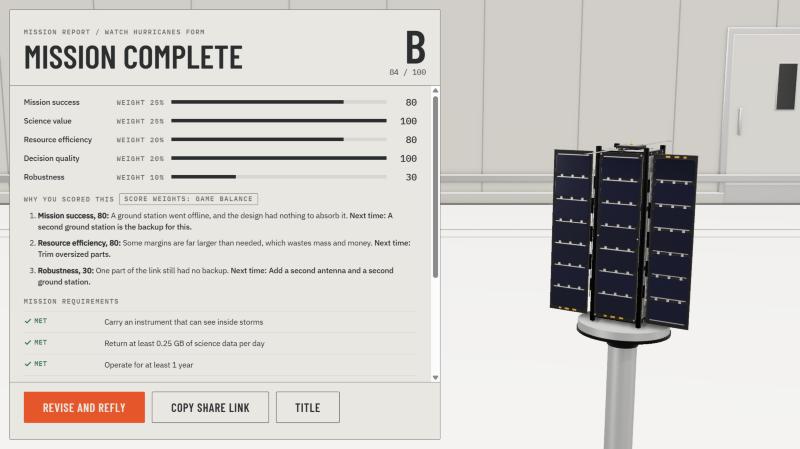 MISSION REPORT / WATCH HURRICANES FORM
MISSION COMPLETE
B
84 / 100
Mission success WEIGHT 25% 80
Science value WEIGHT 25% 100
Resource efficiency WEIGHT 20% 80
Decision quality WEIGHT 20% 100
Robustness WEIGHT 10% 30
WHY YOU SCORED THIS SCORE WEIGHTS: GAME BALANCE
1. Mission success, 80: A ground station went offline, and the design had nothing to absorb it. Next time: A
second ground station is the backup for this.
2. Resource efficiency, 80: Some margins are far larger than needed, which wastes mass and money. Next time:
Trim oversized parts.
3. Robustness, 30: One part of the link still had no backup. Next time: Add a second antenna and a second
ground station.
MISSION REQUIREMENTS
MET Carry an instrument that can see inside storms
MET Return at least 0.25 GB of science data per day
MET Operate for at least 1 year
REVISE AND REFLY
COPY SHARE LINK
TITLE